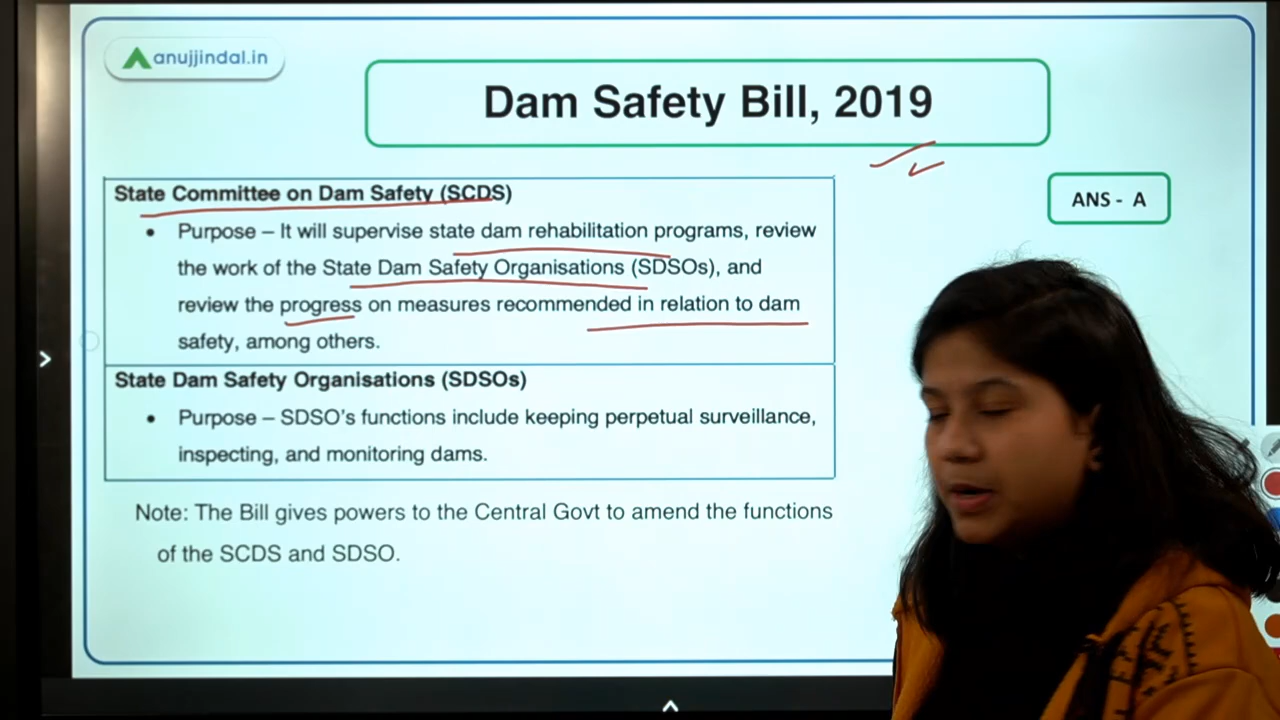 anujjindal.in
Dam Safety Bill, 2019
State Committee on Dam Safety (SCDS)
• Purpose – It will supervise state dam rehabilitation programs, review
the work of the State Dam Safety Organisations (SDSOs), and
review the progress on measures recommended in relation to dam
safety, among others.
ANS - A
State Dam Safety Organisations (SDSOs)
• Purpose – SDSO's functions include keeping perpetual surveillance,
inspecting, and monitoring dams.
Note: The Bill gives powers to the Central Govt to amend the functions
of the SCDS and SDSO.